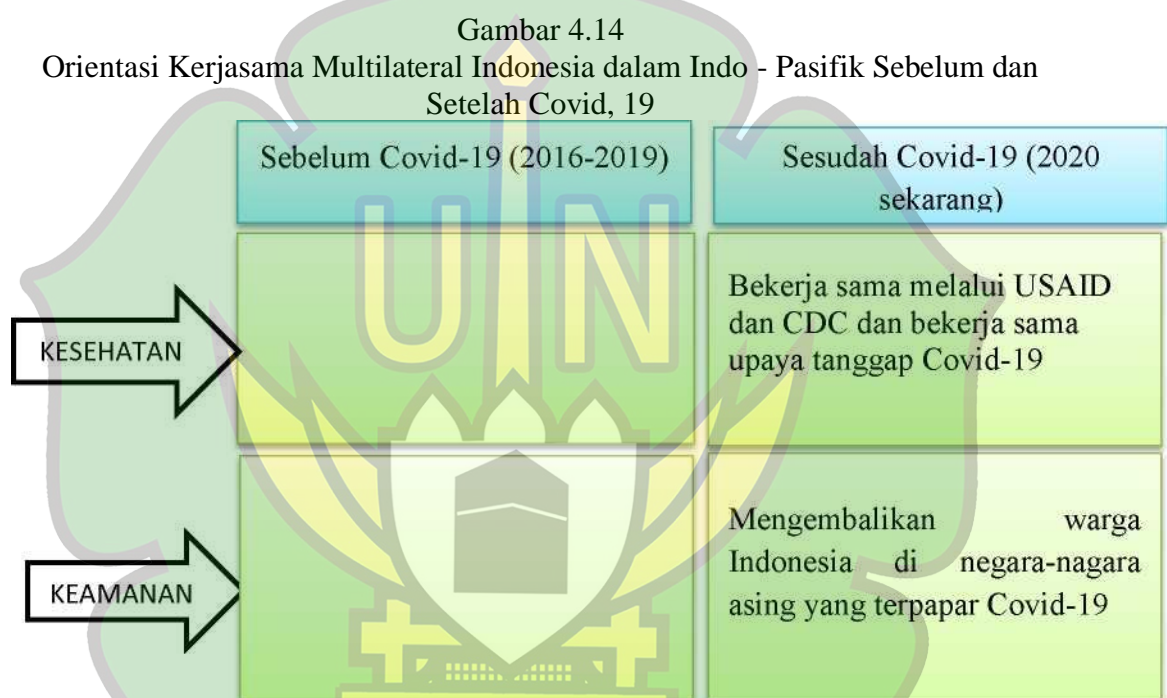 Gambar 4.14
Orientasi Kerjasama Multilateral Indonesia dalam Indo - Pasifik Sebelum dan
Setelah Covid, 19
Sebelum Covid-19 (2016-2019)
Sesudah Covid-19 (2020
sekarang)
UIN
KESEHATAN
Bekerja sama melalui USAID
dan CDC dan bekerja sama
upaya tanggap Covid-19
KEAMANAN
Mengembalikan warga
Indonesia di negara-nagara
asing yang terpapar Covid-19